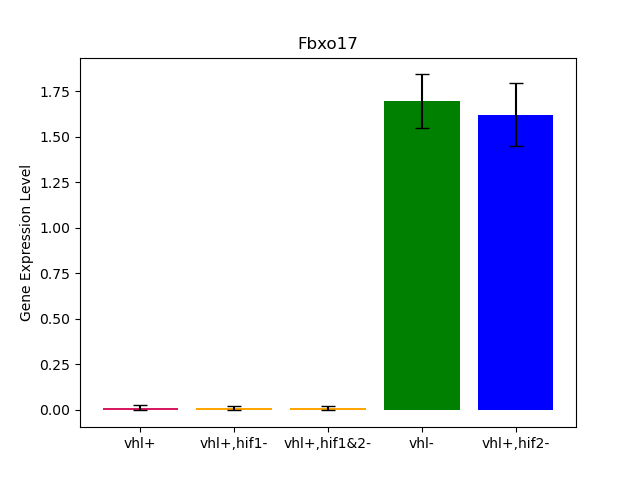 Fbxo17
Gene Expression Level
1.75
1.50
1.25
1.00
0.75
0.50
0.25
0.00
vhl+ vhl+,hif1- vhl+,hif1&2- vhl- vhl+,hif2-